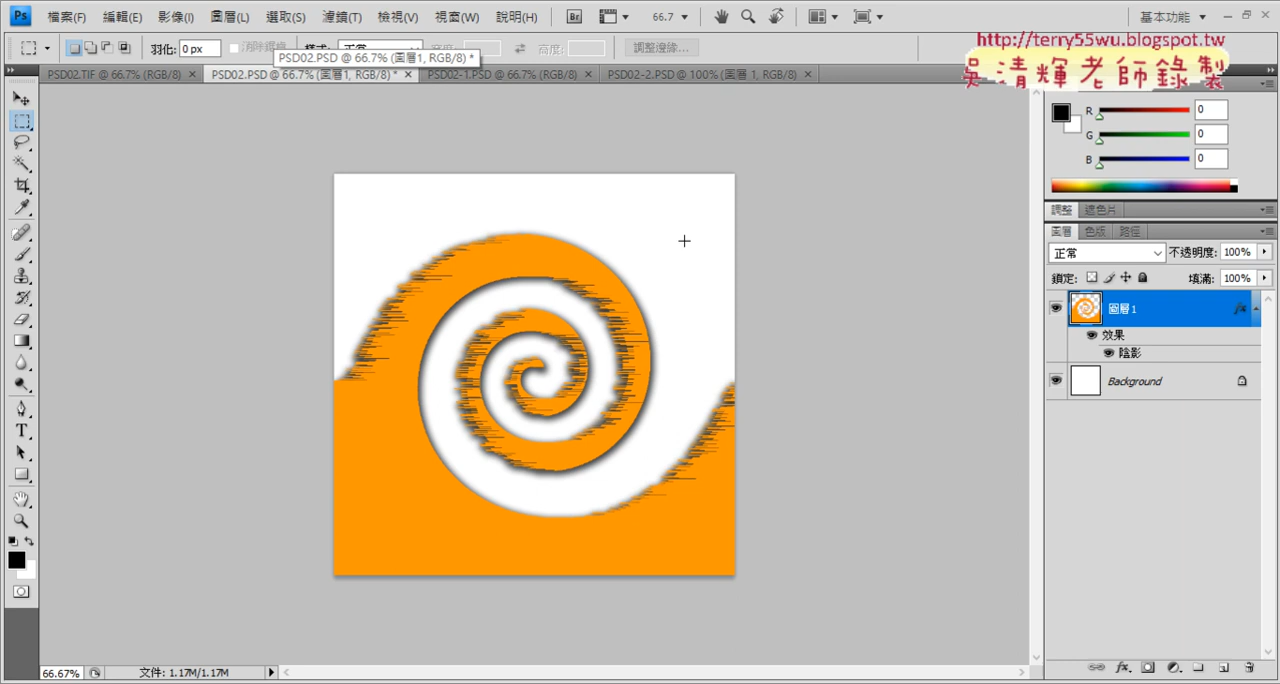 Ps 檔案(F) 編輯(E) 影像(I) 圖層(L) 選取(S) 濾鏡(T) 檢視(V) 視窗(W) 說明(H) Br 66.7 基本功能
http://terry55wu.blogspot.tw
羽化: 0 px 消除鋸齒 樣式: 正常 高度: 調整邊緣...
PSD02.PSD @ 66.7% (圖層1, RGB/8) *
吳清輝老師錄製
PSD02.TIF @ 66.7% (RGB/8) × PSD02.PSD @ 66.7% (圖層1, RGB/8) * × PSD02-1.PSD @ 66.7% (RGB/8) × PSD02-2.PSD @ 100% (圖層 1, RGB/8) ×
R 0
G 0
B 0
調整 遮色片
圖層 色版 路徑
正常 不透明度: 100%
鎖定: 填滿: 100%
圖層1 fx
效果
陰影
Background
T
66.67% 文件: 1.17M/1.17M
fx